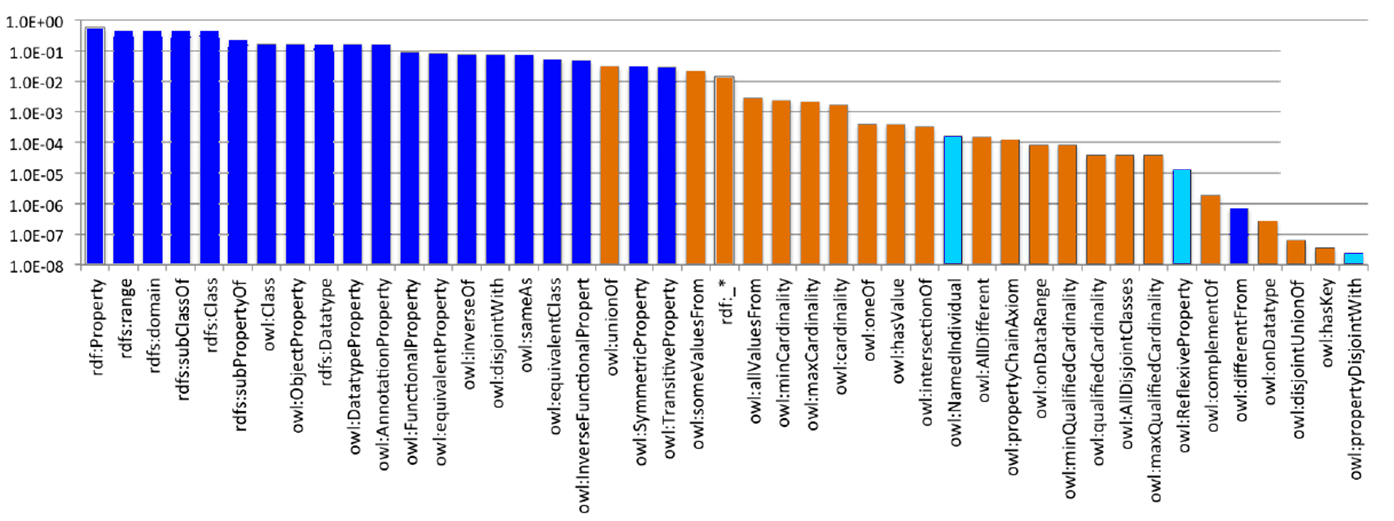 1.0E+00
1.0E-01
1.0E-02
1.0E-03
1.0E-04
1.0E-05
1.0E-06
1.0E-07
1.0E-08
rdf:Property
rdfs:range
rdfs:domain
rdfs:subClassOf
rdfs:Class
rdfs:subPropertyOf
owl:Class
owl:ObjectProperty
rdfs:Datatype
owl:DatatypeProperty
owl:AnnotationProperty
owl:FunctionalProperty
owl:equivalentProperty
owl:inverseOf
owl:disjointWith
owl:sameAs
owl:equivalentClass
owl:InverseFunctionalPropert
owl:unionOf
owl:SymmetricProperty
owl:TransitiveProperty
owl:someValuesFrom
rdf:_*
owl:allValuesFrom
owl:minCardinality
owl:maxCardinality
owl:cardinality
owl:oneOf
owl:hasValue
owl:intersectionOf
owl:NamedIndividual
owl:AllDifferent
owl:propertyChainAxiom
owl:onDataRange
owl:minQualifiedCardinality
owl:qualifiedCardinality
owl:AllDisjointClasses
owl:maxQualifiedCardinality
owl:ReflexiveProperty
owl:complementOf
owl:differentFrom
owl:onDatatype
owl:disjointUnionOf
owl:hasKey
owl:propertyDisjointWith